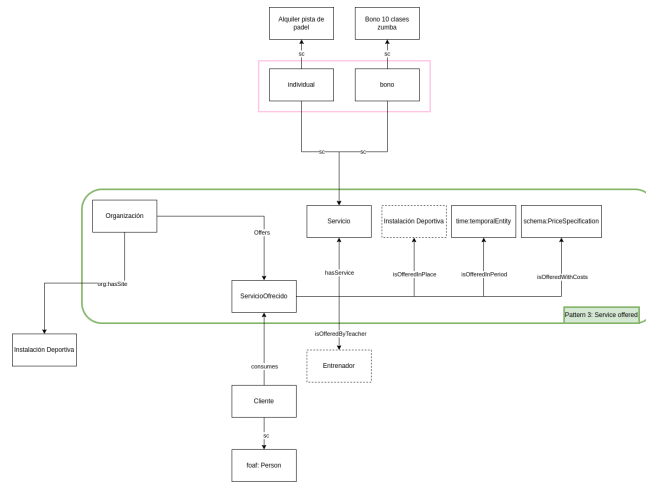 Alquiler pista de
padel
Bono 10 clases
zumba
sc
sc
individual
bono
sc
sc
Organización
Servicio
Instalación Deportiva
time:temporalEntity
schema:PriceSpecification
Offers
hasService
isOfferedInPlace
isOfferedInPeriod
isOfferedWithCosts
org:hasSite
ServicioOfrecido
Pattern 3: Service offered
isOfferedByTeacher
Instalación Deportiva
consumes
Entrenador
Cliente
sc
foaf: Person